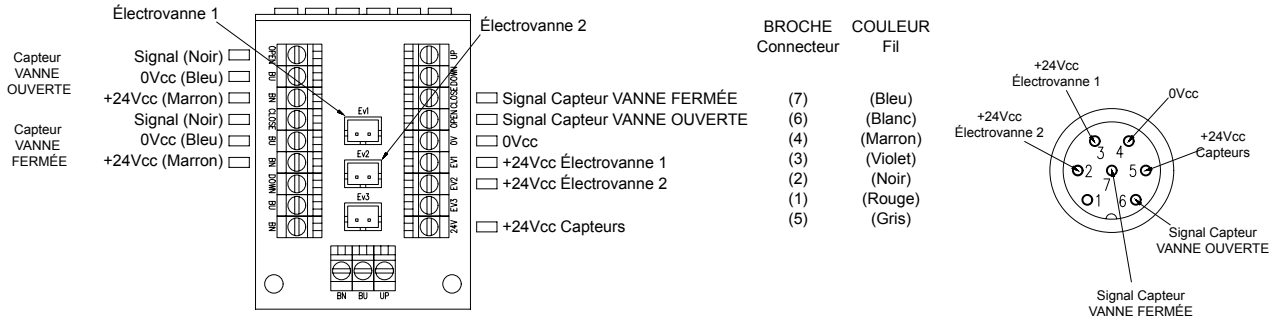 Électrovanne 1
Électrovanne 2
Capteur
VANNE
OUVERTE
Signal (Noir)
0Vcc (Bleu)
+24Vcc (Marron)
Capteur
VANNE
FERMÉE
Signal (Noir)
0Vcc (Bleu)
+24Vcc (Marron)
OPEN
BU
BN
CLOSE
BU
BN
DOWN
BU
BN
Ev1
Ev2
Ev3
BN BU UP
UP
DOWN
CLOSE
OPEN
0V
EV1
EV2
EV3
24V
Signal Capteur VANNE FERMÉE
Signal Capteur VANNE OUVERTE
0Vcc
+24Vcc Électrovanne 1
+24Vcc Électrovanne 2
+24Vcc Capteurs
BROCHE COULEUR
Connecteur Fil
(7) (Bleu)
(6) (Blanc)
(4) (Marron)
(3) (Violet)
(2) (Noir)
(1) (Rouge)
(5) (Gris)
+24Vcc
Électrovanne 1
0Vcc
+24Vcc
Électrovanne 2
+24Vcc
Capteurs
3 4
2 5
7
1 6
Signal Capteur
VANNE OUVERTE
Signal Capteur
VANNE FERMÉE